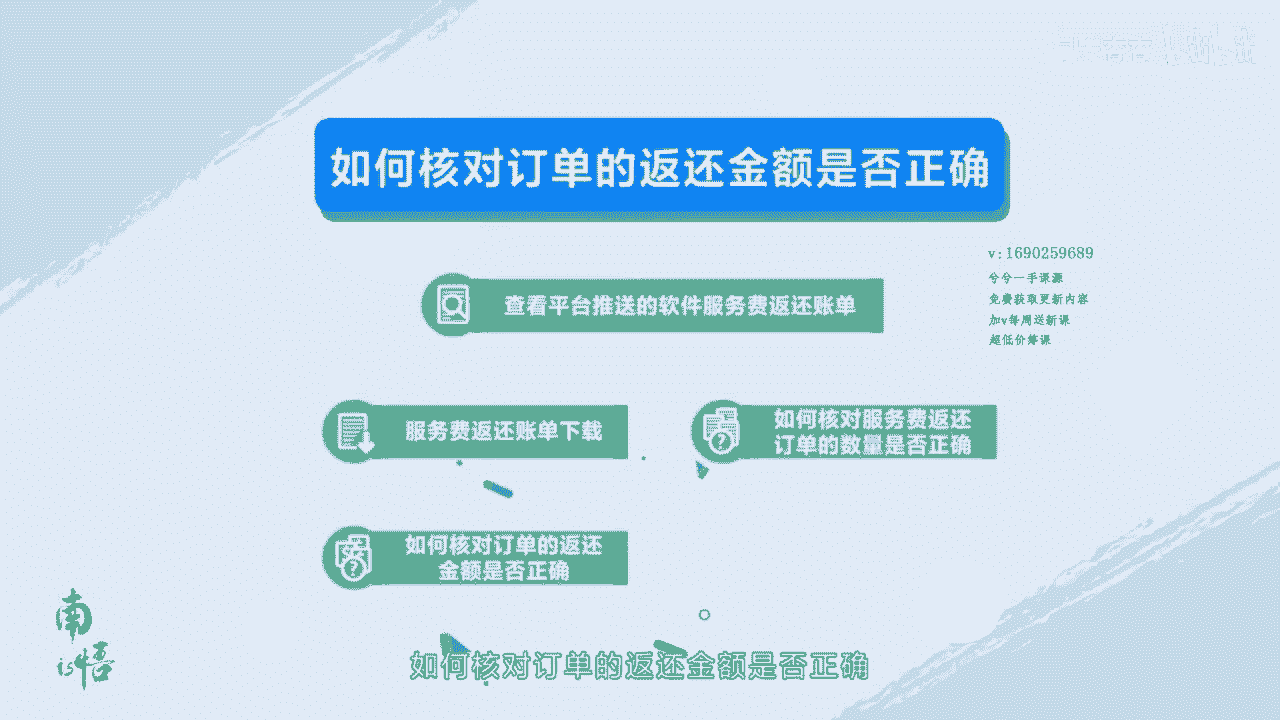 如何核对订单的返还金额是否正确
v:1690259689
兮兮一手课源
免费获取更新内容
加v每周送新课
超低价筹课
查看平台推送的软件服务费返还账单
服务费返还账单下载
如何核对服务费返还
订单的数量是否正确
如何核对订单的返还
金额是否正确
南
悟
如何核对订单的返还金额是否正确